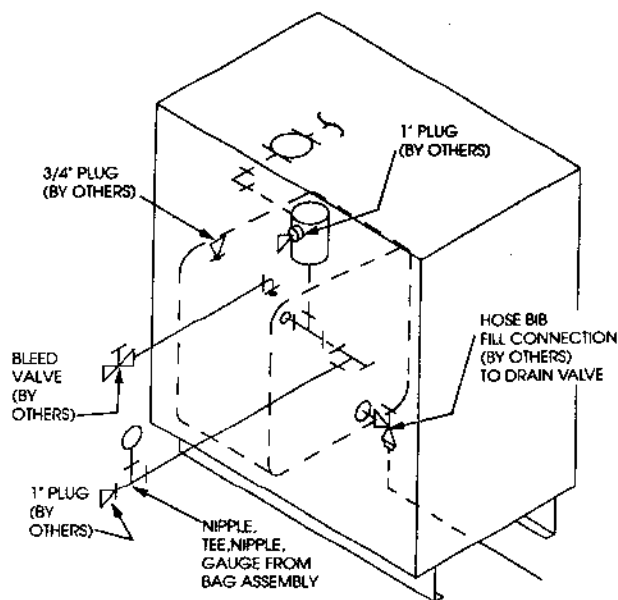 1" PLUG
(BY OTHERS)
3/4" PLUG
(BY OTHERS)
HOSE BIB
FILL CONNECTION
(BY OTHERS)
TO DRAIN VALVE
BLEED
VALVE
(BY
OTHERS)
1" PLUG
(BY
OTHERS)
NIPPLE,
TEE,NIPPLE,
GAUGE FROM
BAG ASSEMBLY